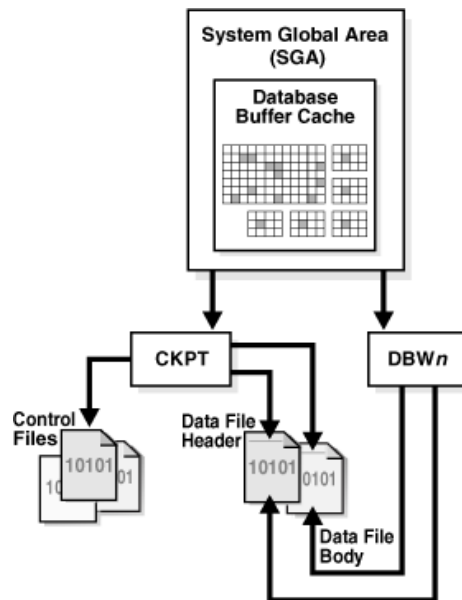 System Global Area
(SGA)
Database
Buffer Cache
CKPT
DBWn
Control
Files
Data File
Header
10101
10
01
10101
0101
Data File
Body